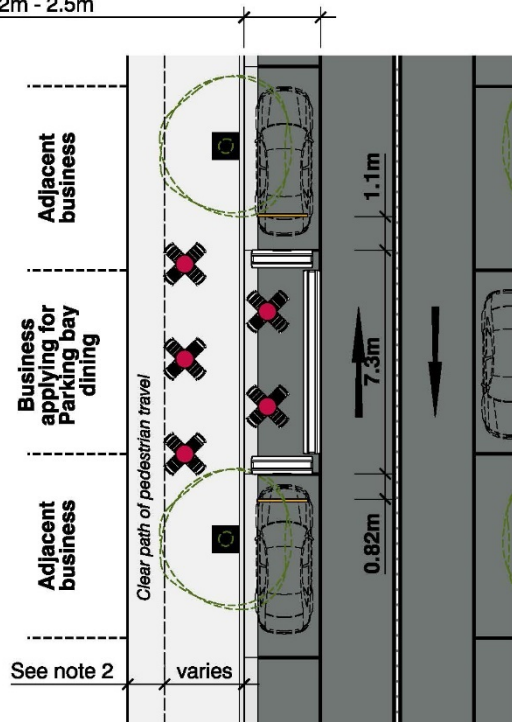 2m - 2.5m
Adjacent
business
1.1m
Business
applying for
Parking bay
dining
7.3m
Clear path of pedestrian travel
Adjacent
business
0.82m
See note 2
varies